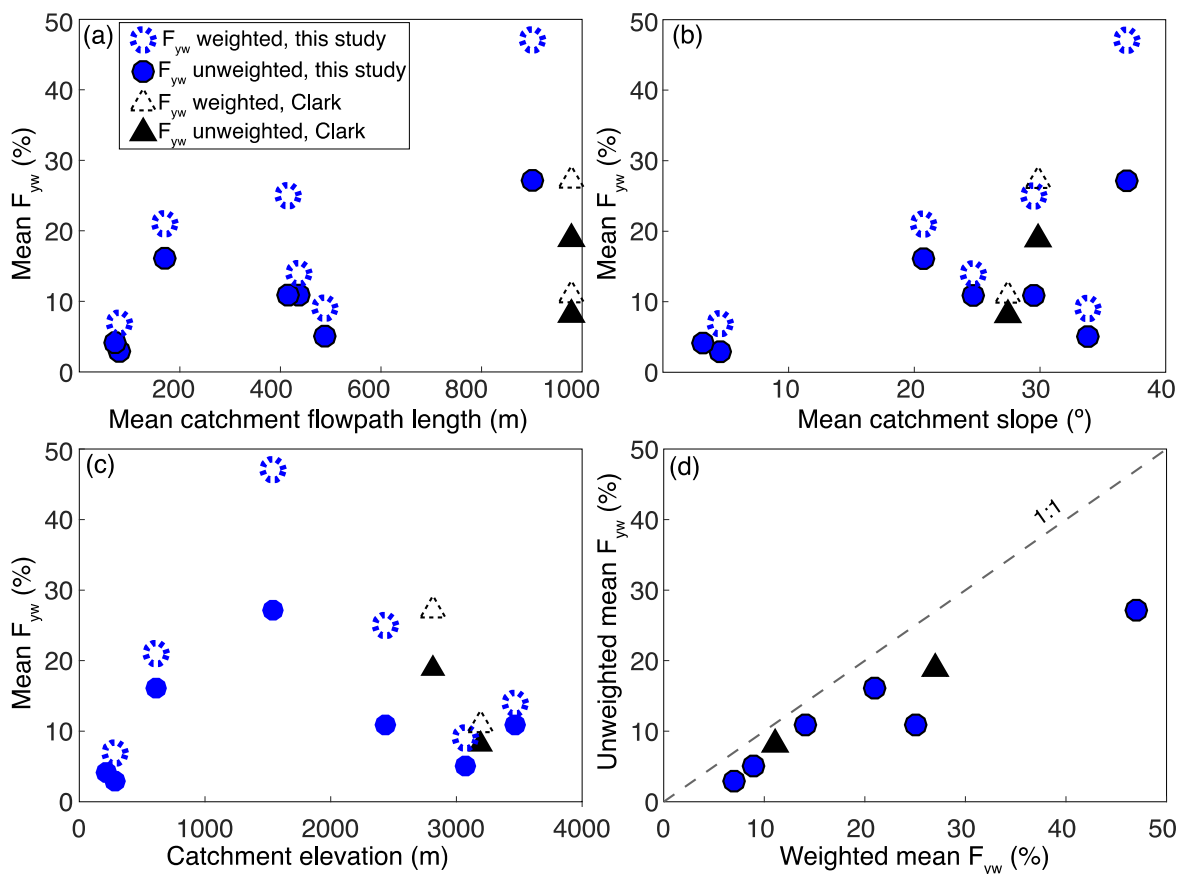 (a)
F_yw weighted, this study
F_yw unweighted, this study
F_yw weighted, Clark
F_yw unweighted, Clark
50
40
30
20
10
0
Mean F_yw (%)
200 400 600 800 1000
Mean catchment flowpath length (m)
(b)
50
40
30
20
10
0
Mean F_yw (%)
10 20 30 40
Mean catchment slope (º)
(c)
50
40
30
20
10
0
Mean F_yw (%)
0 1000 2000 3000 4000
Catchment elevation (m)
(d)
1:1
50
40
30
20
10
0
Unweighted mean F_yw (%)
0 10 20 30 40 50
Weighted mean F_yw (%)